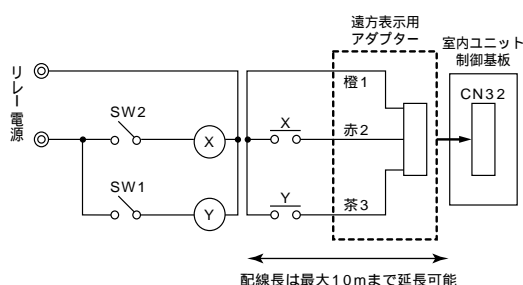 遠方表示用
アダプター
室内ユニット
制御基板
リレー電源
橙1
CN32
SW2
X
X
赤2
SW1
Y
Y
茶3
配線長は最大10mまで延長可能